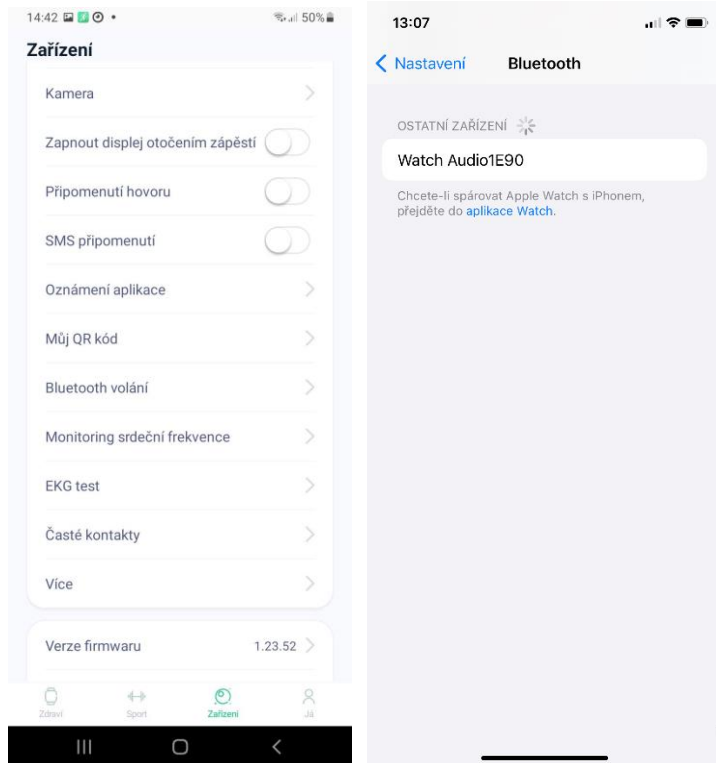 14:42
50%
Zařízení
Kamera
Zapnout displej otočením zápěstí
Připomenutí hovoru
SMS připomenutí
Oznámení aplikace
Můj QR kód
Bluetooth volání
Monitoring srdeční frekvence
EKG test
Časté kontakty
Více
Verze firmwaru 1.23.52
Zdraví Sport Zařízení Já
13:07
Nastavení Bluetooth
OSTATNÍ ZAŘÍZENÍ
Watch Audio1E90
Chcete-li spárovat Apple Watch s iPhonem,
přejděte do aplikace Watch.